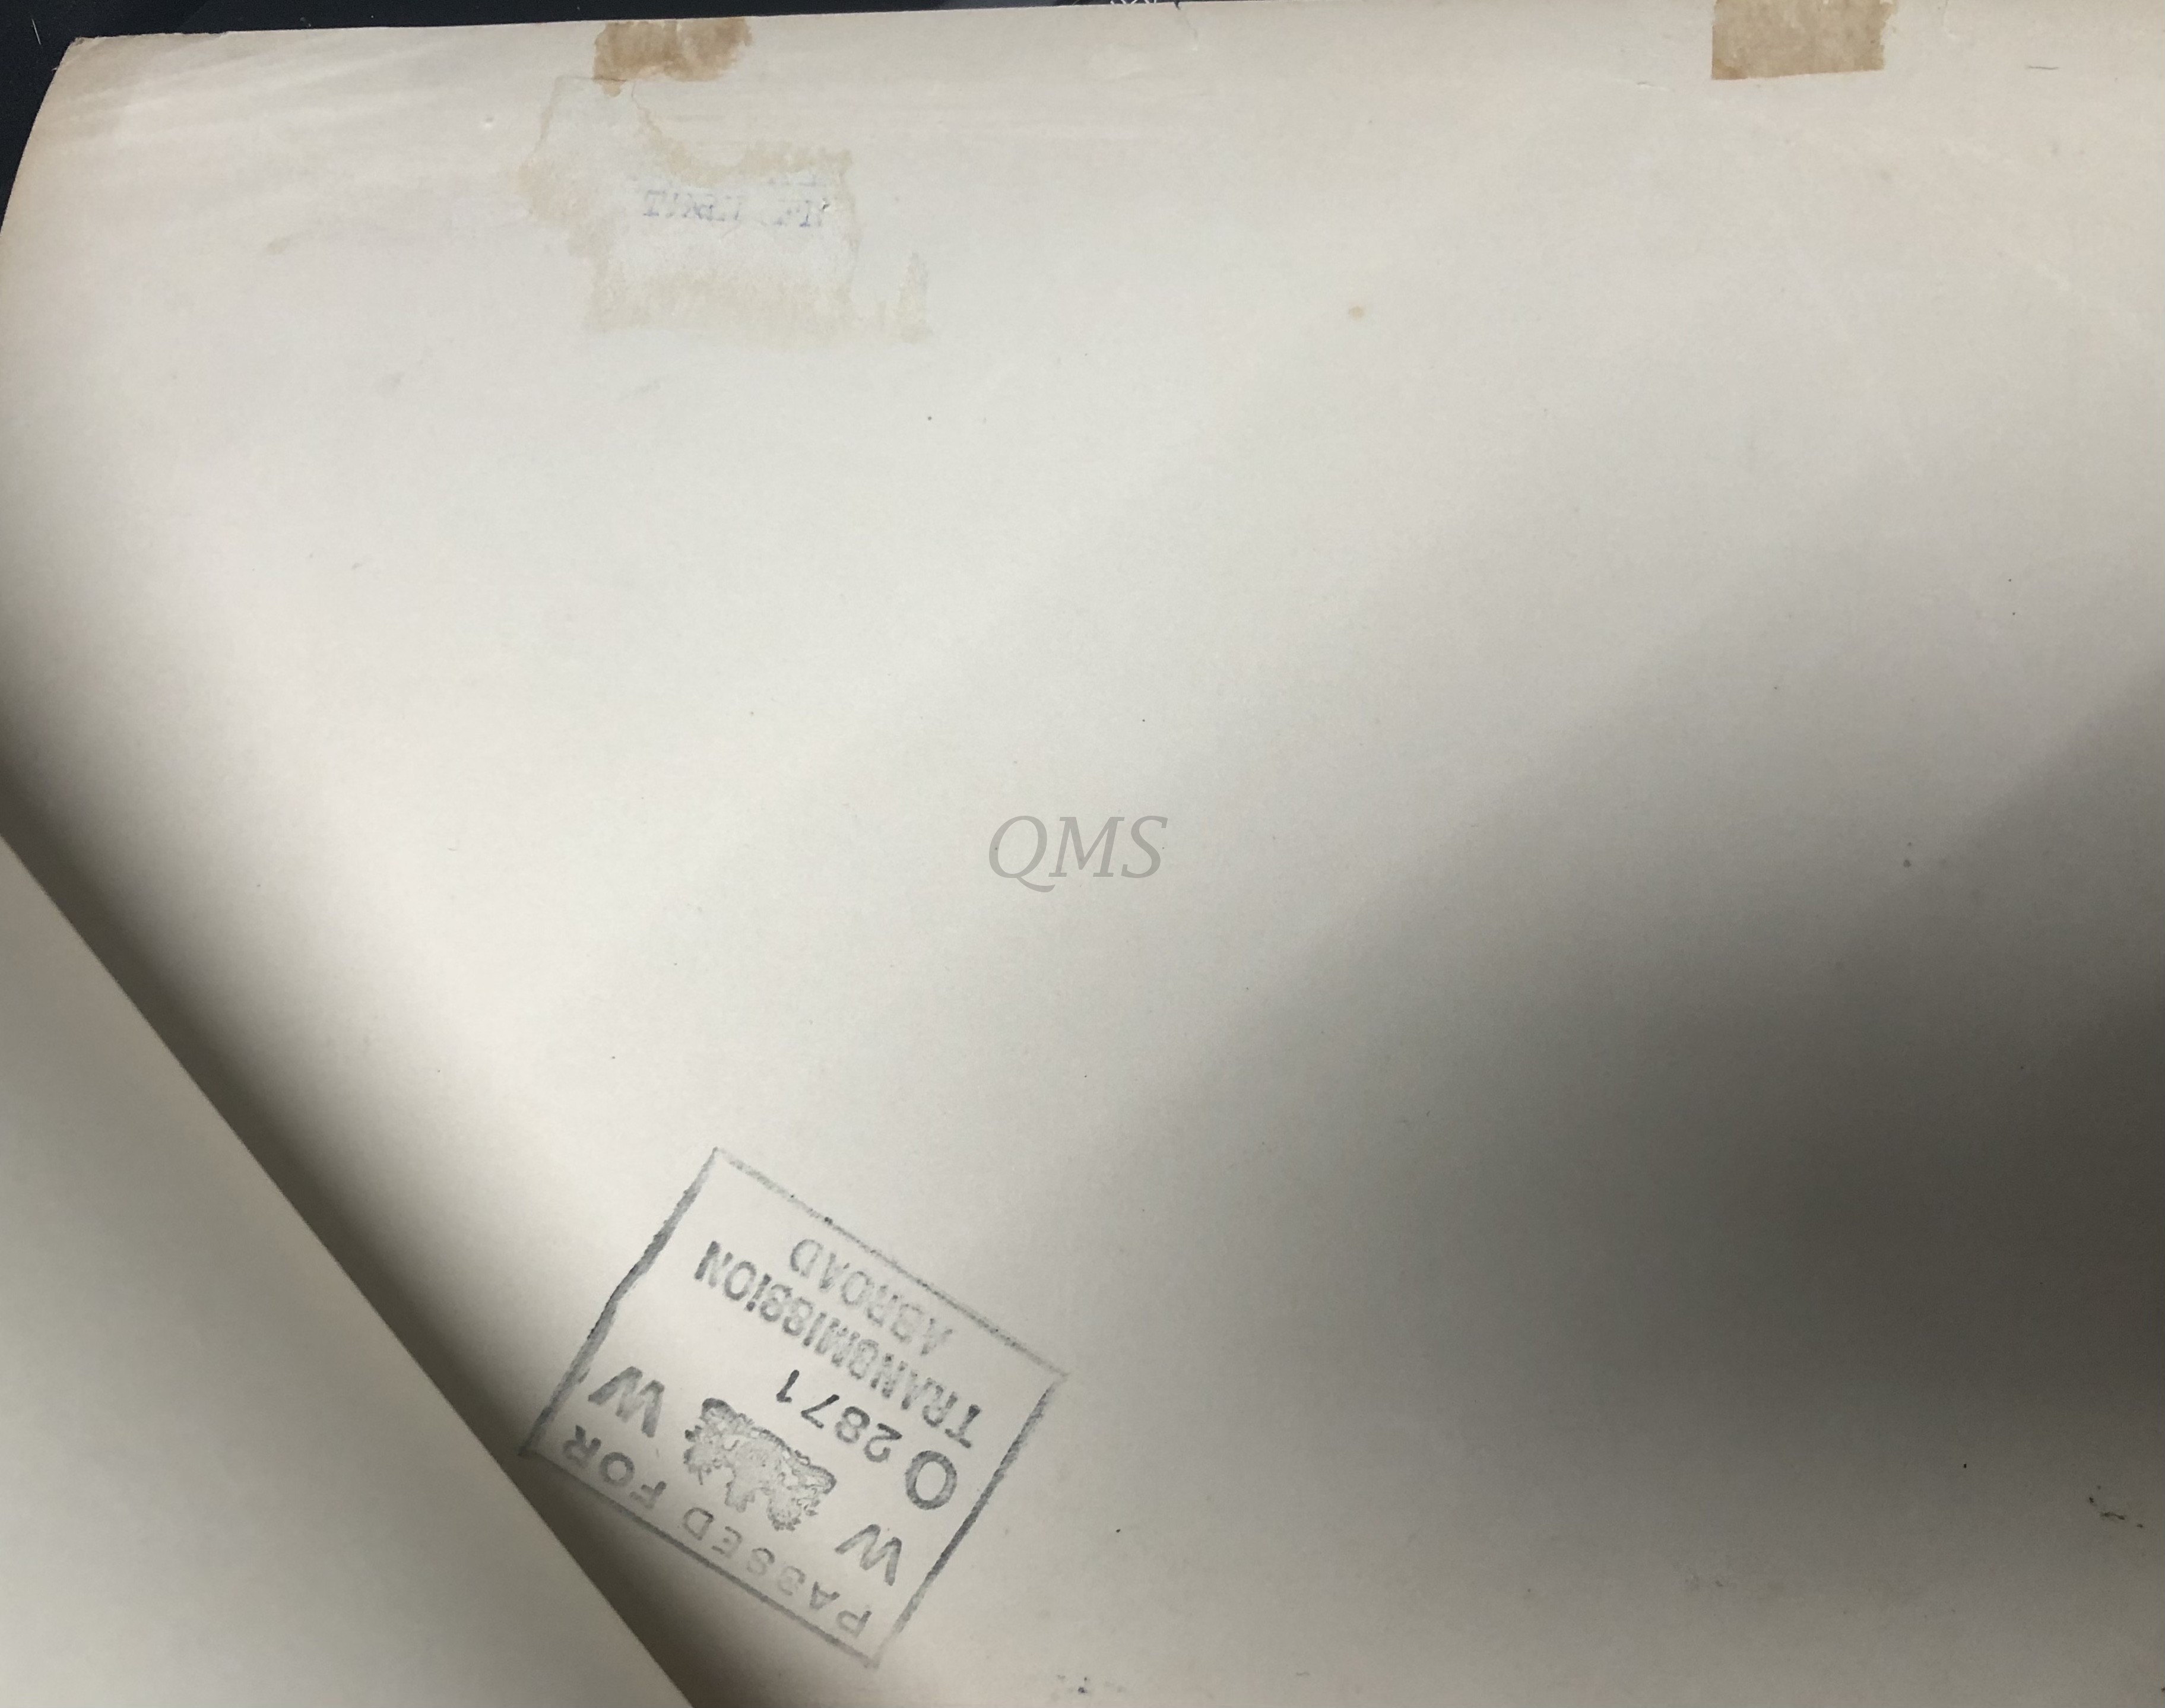 QMS
PASSED FOR
W W
O 2871
TRANSMISSION
ABROAD